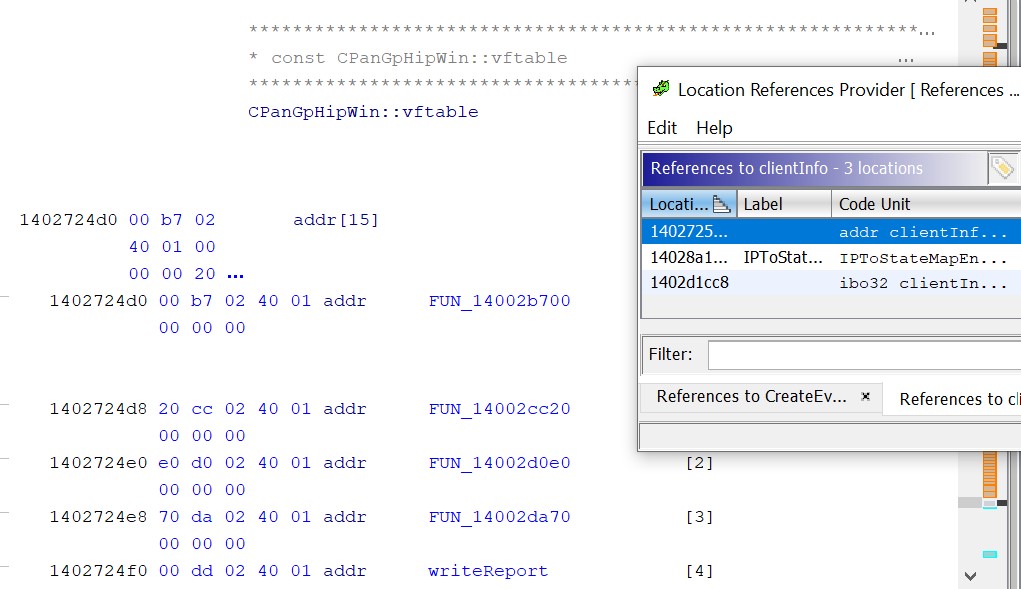 *************************************************************...
* const CPanGpHipWin::vftable ...
************************************
CPanGpHipWin::vftable
1402724d0 00 b7 02 addr[15]
40 01 00
00 00 20 ...
1402724d0 00 b7 02 40 01 addr FUN_14002b700
00 00 00
1402724d8 20 cc 02 40 01 addr FUN_14002cc20
00 00 00
1402724e0 e0 d0 02 40 01 addr FUN_14002d0e0 [2]
00 00 00
1402724e8 70 da 02 40 01 addr FUN_14002da70 [3]
00 00 00
1402724f0 00 dd 02 40 01 addr writeReport [4]
Location References Provider [ References ...
Edit Help
References to clientInfo - 3 locations
Locati... Label Code Unit
1402725... addr clientInf...
14028a1... IPToStat... IPToStateMapEn...
1402d1cc8 ibo32 clientIn...
Filter:
References to CreateEv... × References to cli